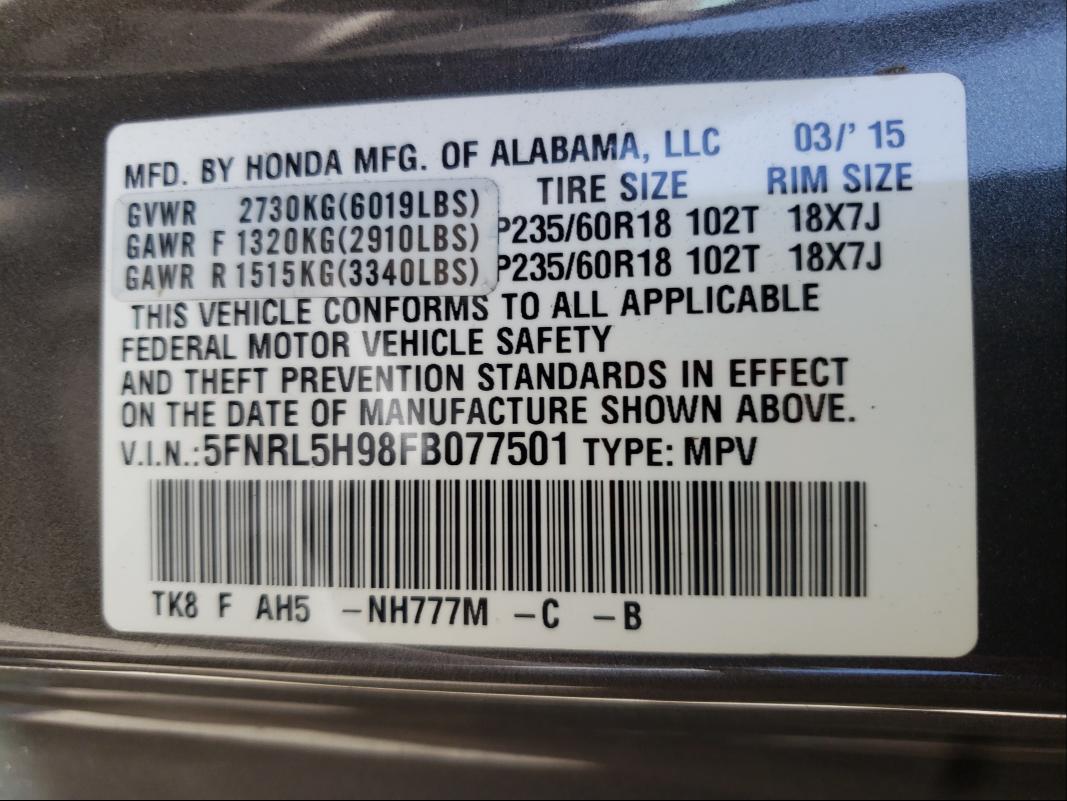 MFD. BY HONDA MFG. OF ALABAMA, LLC 03/' 15
TIRE SIZE RIM SIZE
GVWR 2730KG(6019LBS)
GAWR F 1320KG(2910LBS) P235/60R18 102T 18X7J
GAWR R 1515KG(3340LBS) P235/60R18 102T 18X7J
THIS VEHICLE CONFORMS TO ALL APPLICABLE
FEDERAL MOTOR VEHICLE SAFETY
AND THEFT PREVENTION STANDARDS IN EFFECT
ON THE DATE OF MANUFACTURE SHOWN ABOVE.
V.I.N.:5FNRL5H98FB077501 TYPE: MPV
TK8 F AH5 -NH777M -C -B